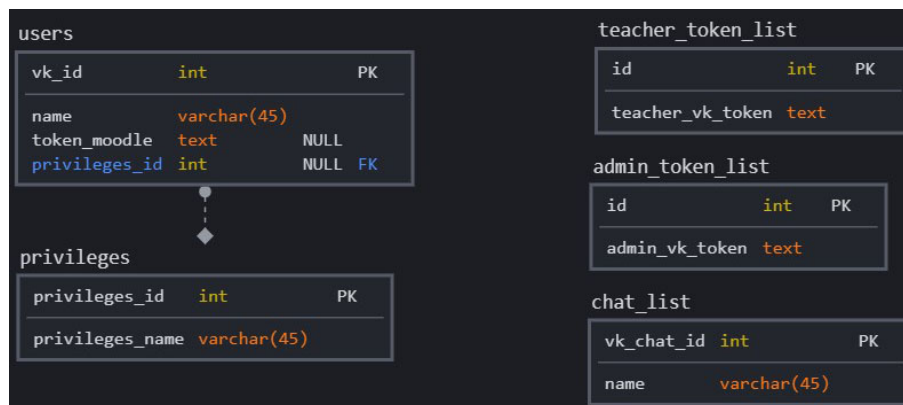 users
vk_id int PK
name varchar(45)
token_moodle text NULL
privileges_id int NULL FK
privileges
privileges_id int PK
privileges_name varchar(45)
teacher_token_list
id int PK
teacher_vk_token text
admin_token_list
id int PK
admin_vk_token text
chat_list
vk_chat_id int PK
name varchar(45)